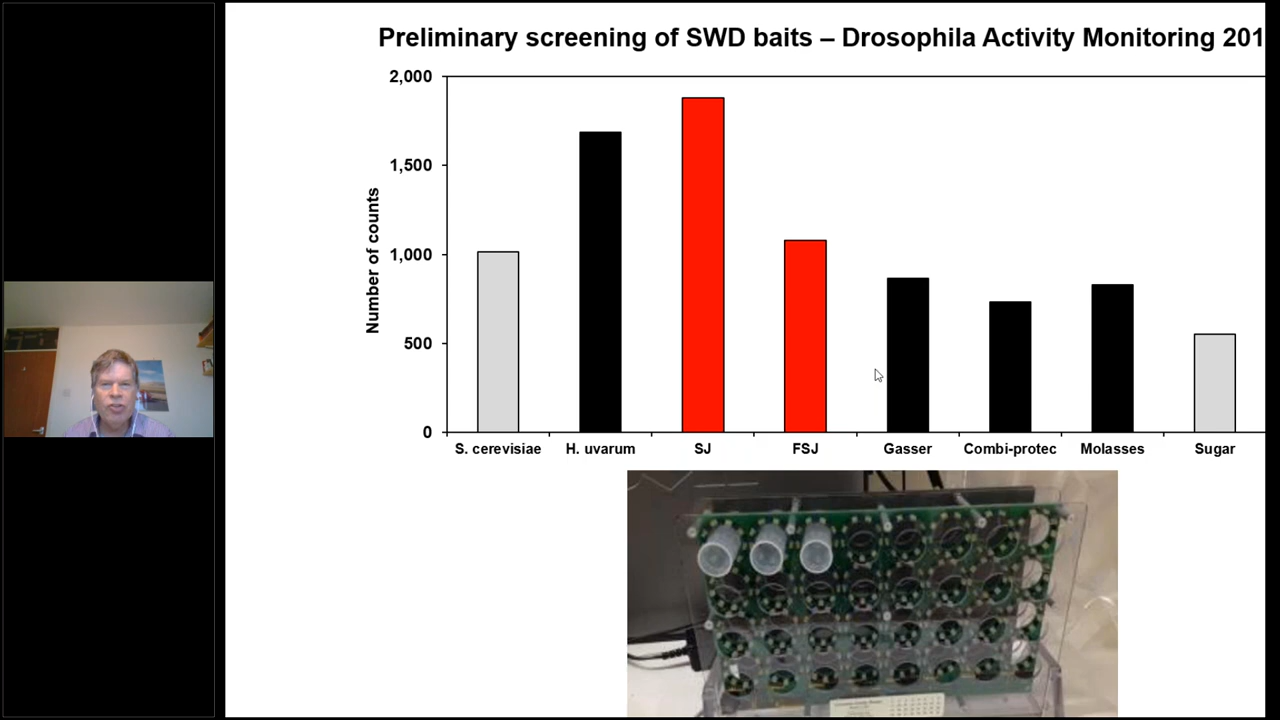 Preliminary screening of SWD baits – Drosophila Activity Monitoring 201
2,000
1,500
1,000
500
0
Number of counts
S. cerevisiae H. uvarum SJ FSJ Gasser Combi-protec Molasses Sugar